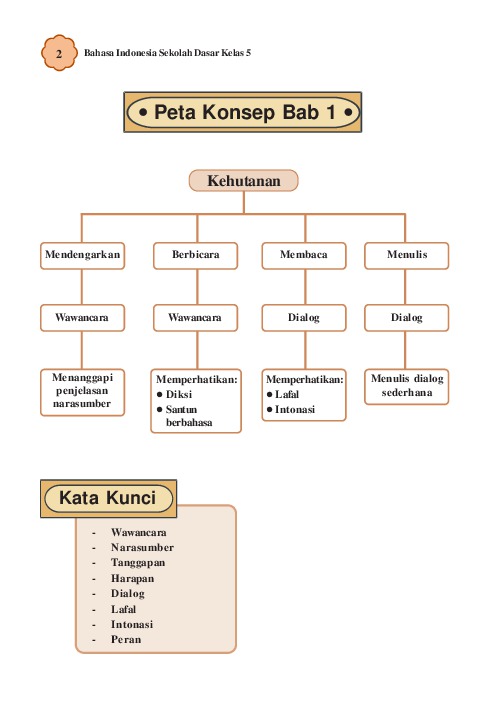 2
Bahasa Indonesia Sekolah Dasar Kelas 5
• Peta Konsep Bab 1 •
Kehutanan
Mendengarkan
Berbicara
Membaca
Menulis
Wawancara
Wawancara
Dialog
Dialog
Menanggapi
penjelasan
narasumber
Memperhatikan:
● Diksi
● Santun
berbahasa
Memperhatikan:
● Lafal
● Intonasi
Menulis dialog
sederhana
Kata Kunci
- Wawancara
- Narasumber
- Tanggapan
- Harapan
- Dialog
- Lafal
- Intonasi
- Peran